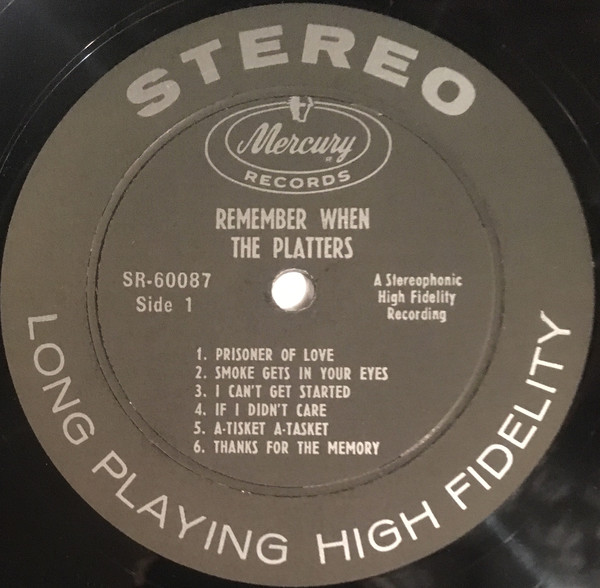 STEREO
Mercury
RECORDS
REMEMBER WHEN
THE PLATTERS
SR-60087
Side 1
A Stereophonic
High Fidelity
Recording
1. PRISONER OF LOVE
2. SMOKE GETS IN YOUR EYES
3. I CAN'T GET STARTED
4. IF I DIDN'T CARE
5. A-TISKET A-TASKET
6. THANKS FOR THE MEMORY
LONG PLAYING HIGH FIDELITY